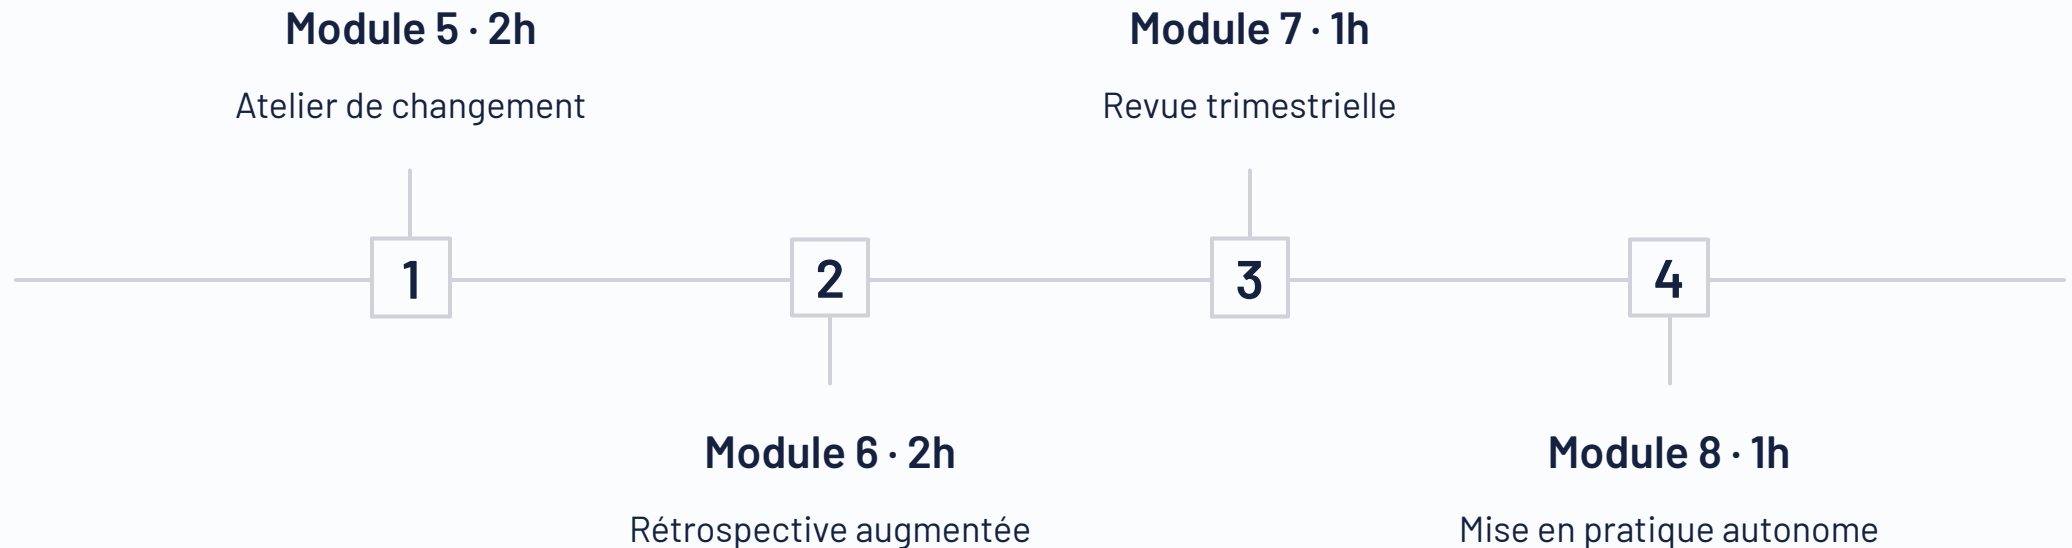 Module 5 · 2h
Atelier de changement
Module 7 · 1h
Revue trimestrielle
1
2
3
4
Module 6 · 2h
Rétrospective augmentée
Module 8 · 1h
Mise en pratique autonome